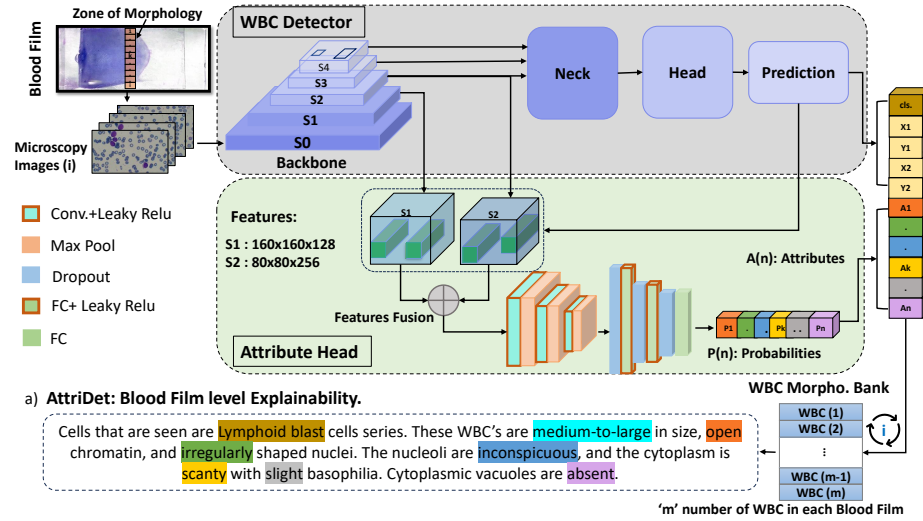 Zone of Morphology
Blood Film
Microscopy
Images (i)
WBC Detector
S4
S3
S2
S1
S0
Backbone
Neck
Head
Prediction
cls.
X1
Y1
X2
Y2
A1
.
.
Ak
.
An
Conv.+Leaky Relu
Max Pool
Dropout
FC+ Leaky Relu
FC
Features:
S1 : 160x160x128
S2 : 80x80x256
S1
S2
Features Fusion
Attribute Head
A(n): Attributes
P1 . . Pk . . Pn
P(n): Probabilities
WBC Morpho. Bank
WBC (1)
WBC (2)
⋮
WBC (m-1)
WBC (m)
i
'm' number of WBC in each Blood Film
a) AttriDet: Blood Film level Explainability.
Cells that are seen are Lymphoid blast cells series. These WBC's are medium-to-large in size, open
chromatin, and irregularly shaped nuclei. The nucleoli are inconspicuous, and the cytoplasm is
scanty with slight basophilia. Cytoplasmic vacuoles are absent.